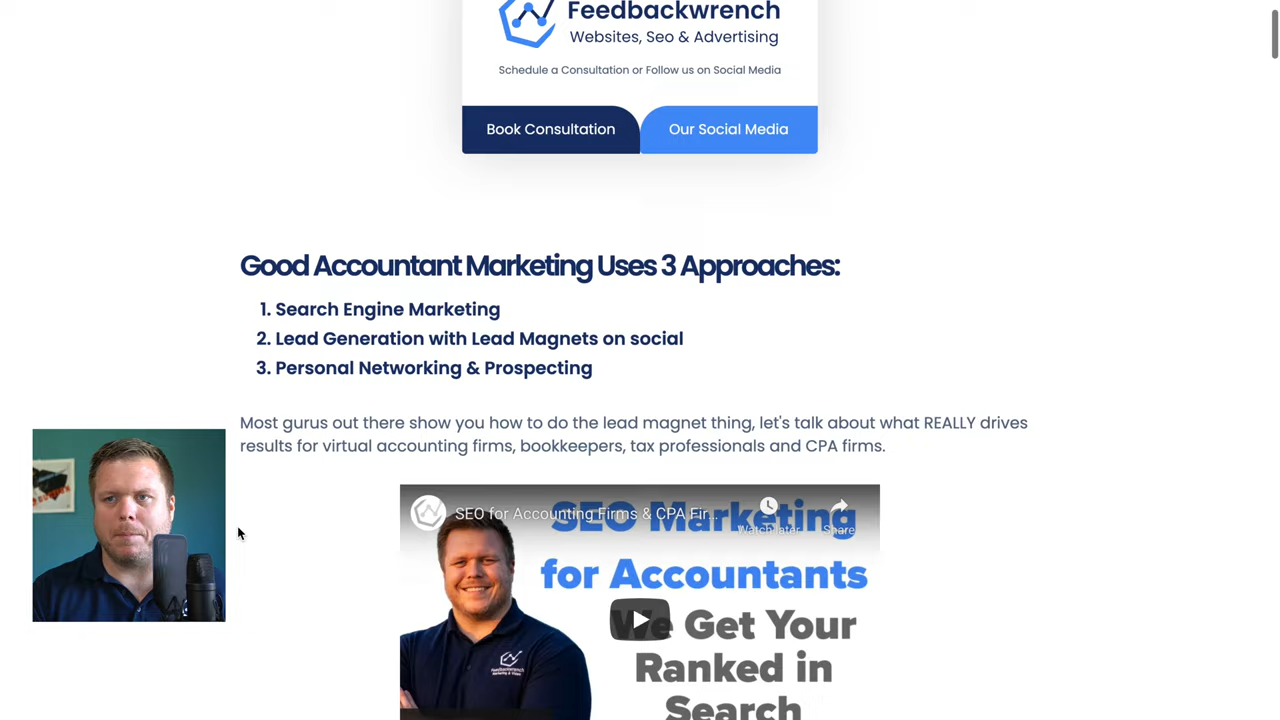 Feedbackwrench
Websites, Seo & Advertising
Schedule a Consultation or Follow us on Social Media
Book Consultation
Our Social Media
Good Accountant Marketing Uses 3 Approaches:
1. Search Engine Marketing
2. Lead Generation with Lead Magnets on social
3. Personal Networking & Prospecting
Most gurus out there show you how to do the lead magnet thing, let's talk about what REALLY drives
results for virtual accounting firms, bookkeepers, tax professionals and CPA firms.
SEO for Accounting Firms & CPA Fir...
Watch later
Share
SEO Marketing
for Accountants
We Get Your
Ranked in
Search
Feedbackwrench